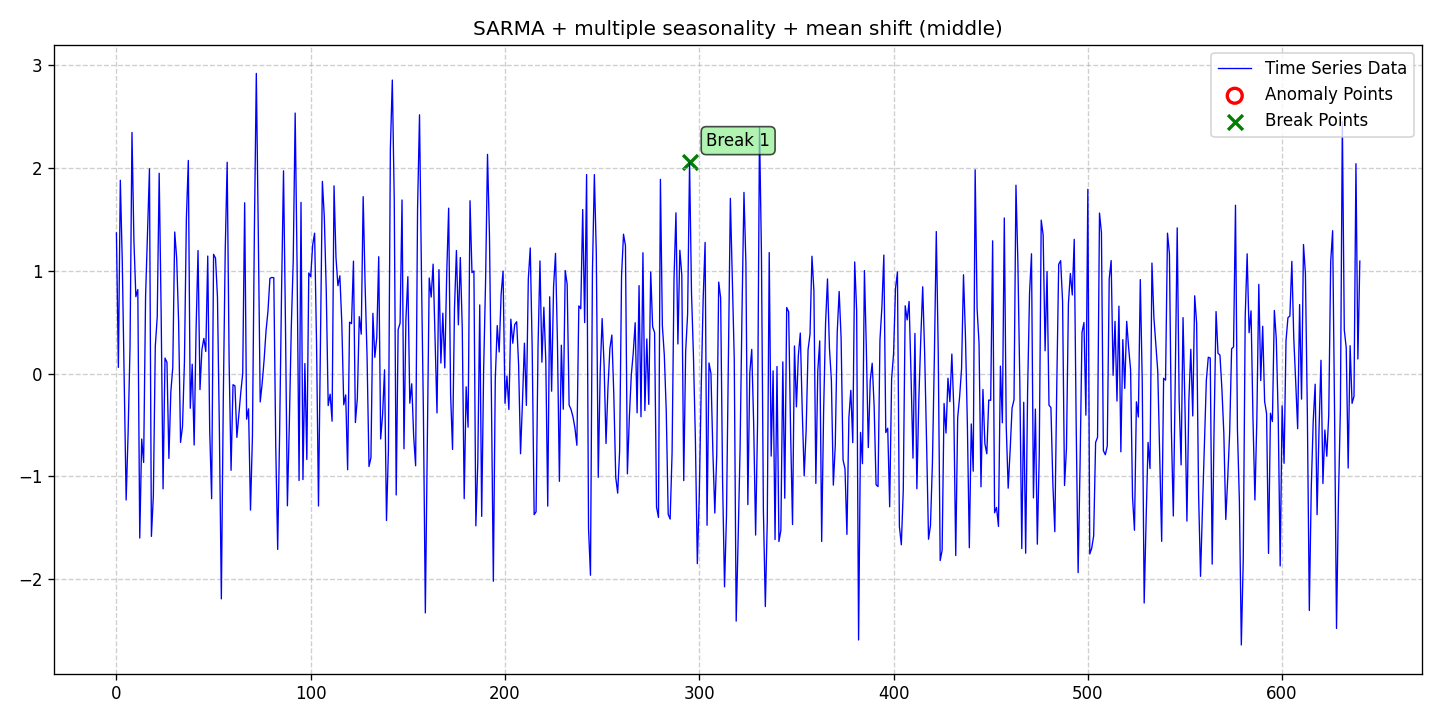 SARMA + multiple seasonality + mean shift (middle)
Time Series Data
Anomaly Points
Break Points
Break 1
3
2
1
0
−1
−2
0
100
200
300
400
500
600